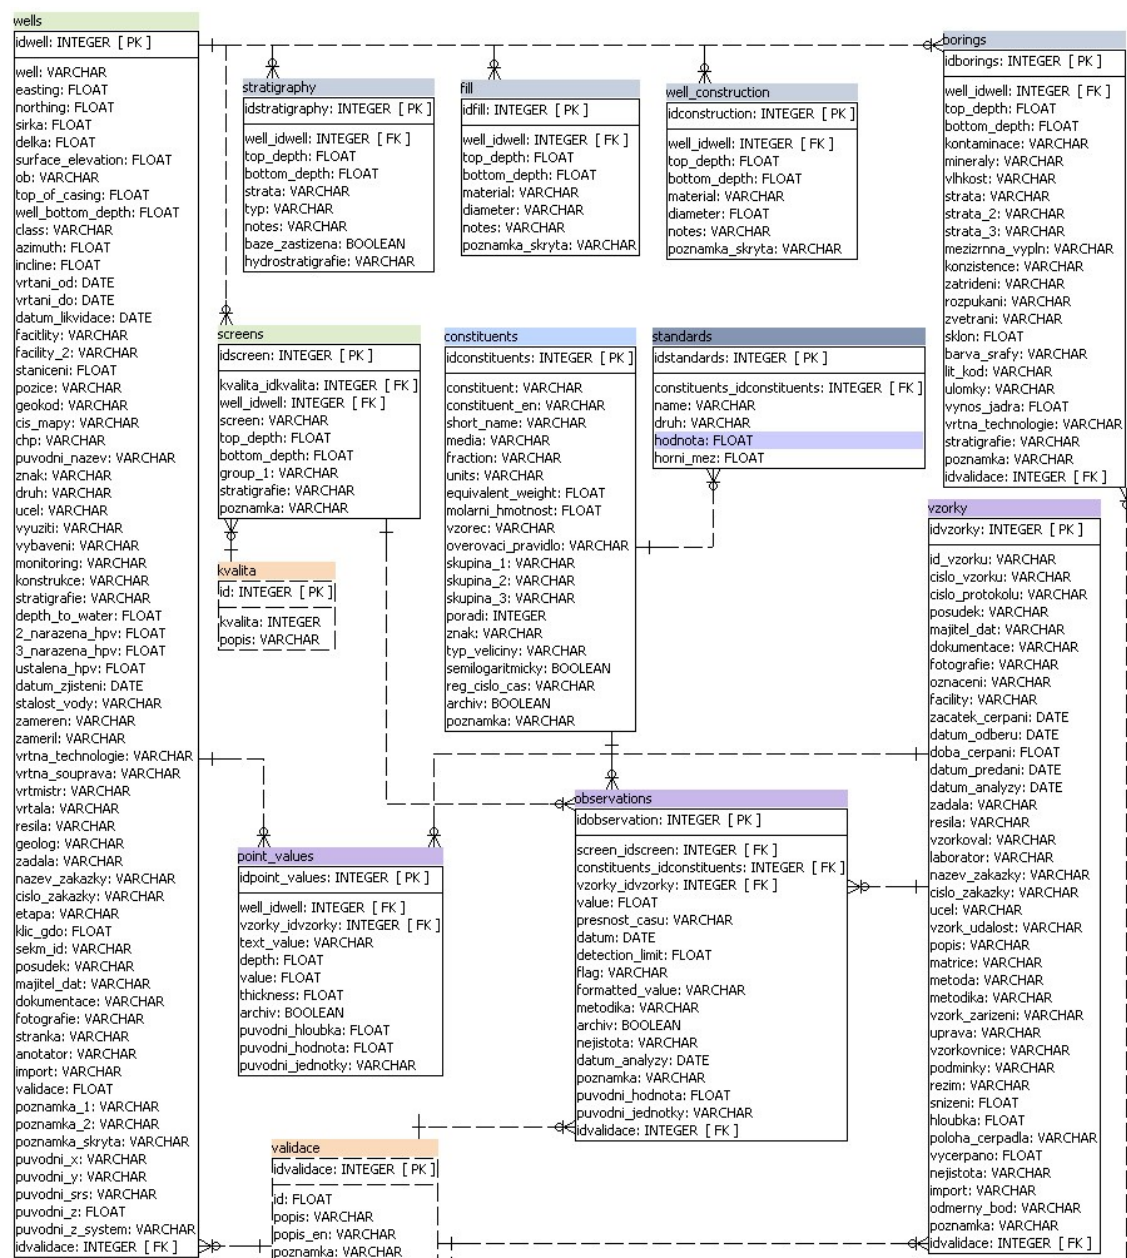 wells
idwell: INTEGER [ PK ]
well: VARCHAR
easting: FLOAT
northing: FLOAT
sirka: FLOAT
delka: FLOAT
surface_elevation: FLOAT
ob: VARCHAR
top_of_casing: FLOAT
well_bottom_depth: FLOAT
class: VARCHAR
azimuth: FLOAT
incline: FLOAT
vrtani_od: DATE
vrtani_do: DATE
datum_likvidace: DATE
facitlity: VARCHAR
facility_2: VARCHAR
staniceni: FLOAT
pozice: VARCHAR
geokod: VARCHAR
cis_mapy: VARCHAR
chp: VARCHAR
puvodni_nazev: VARCHAR
znak: VARCHAR
druh: VARCHAR
ucel: VARCHAR
vyuziti: VARCHAR
vybaveni: VARCHAR
monitoring: VARCHAR
konstrukce: VARCHAR
stratigrafie: VARCHAR
depth_to_water: FLOAT
2_narazena_hpv: FLOAT
3_narazena_hpv: FLOAT
ustalena_hpv: FLOAT
datum_zjisteni: DATE
stalost_vody: VARCHAR
zameren: VARCHAR
zameril: VARCHAR
vrtna_technologie: VARCHAR
vrtna_souprava: VARCHAR
vrtmistr: VARCHAR
vrtala: VARCHAR
resila: VARCHAR
geolog: VARCHAR
zadala: VARCHAR
nazev_zakazky: VARCHAR
cislo_zakazky: VARCHAR
etapa: VARCHAR
klic_gdo: FLOAT
sekm_id: VARCHAR
posudek: VARCHAR
majitel_dat: VARCHAR
dokumentace: VARCHAR
fotografie: VARCHAR
stranka: VARCHAR
anotator: VARCHAR
import: VARCHAR
validace: FLOAT
poznamka_1: VARCHAR
poznamka_2: VARCHAR
poznamka_skryta: VARCHAR
puvodni_x: VARCHAR
puvodni_y: VARCHAR
puvodni_srs: VARCHAR
puvodni_z: FLOAT
puvodni_z_system: VARCHAR
idvalidace: INTEGER [ FK ]
stratigraphy
idstratigraphy: INTEGER [ PK ]
well_idwell: INTEGER [ FK ]
top_depth: FLOAT
bottom_depth: FLOAT
strata: VARCHAR
typ: VARCHAR
notes: VARCHAR
baze_zastizena: BOOLEAN
hydrostratigrafie: VARCHAR
fill
idfill: INTEGER [ PK ]
well_idwell: INTEGER [ FK ]
top_depth: FLOAT
bottom_depth: FLOAT
material: VARCHAR
diameter: VARCHAR
notes: VARCHAR
poznamka_skryta: VARCHAR
well_construction
idconstruction: INTEGER [ PK ]
well_idwell: INTEGER [ FK ]
top_depth: FLOAT
bottom_depth: FLOAT
material: VARCHAR
diameter: FLOAT
notes: VARCHAR
poznamka_skryta: VARCHAR
borings
idborings: INTEGER [ PK ]
well_idwell: INTEGER [ FK ]
top_depth: FLOAT
bottom_depth: FLOAT
kontaminace: VARCHAR
mineraly: VARCHAR
vlhkost: VARCHAR
strata: VARCHAR
strata_2: VARCHAR
strata_3: VARCHAR
mezizrnna_vypln: VARCHAR
konzistence: VARCHAR
zatrideni: VARCHAR
rozpukani: VARCHAR
zvetrani: VARCHAR
sklon: FLOAT
barva_srafy: VARCHAR
lit_kod: VARCHAR
ulomky: VARCHAR
vynos_jadra: FLOAT
vrtna_technologie: VARCHAR
stratigrafie: VARCHAR
poznamka: VARCHAR
idvalidace: INTEGER [ FK ]
screens
idscreen: INTEGER [ PK ]
kvalita_idkvalita: INTEGER [ FK ]
well_idwell: INTEGER [ FK ]
screen: VARCHAR
top_depth: FLOAT
bottom_depth: FLOAT
group_1: VARCHAR
stratigrafie: VARCHAR
poznamka: VARCHAR
constituents
idconstituents: INTEGER [ PK ]
constituent: VARCHAR
constituent_en: VARCHAR
short_name: VARCHAR
media: VARCHAR
fraction: VARCHAR
units: VARCHAR
equivalent_weight: FLOAT
molarni_hmotnost: FLOAT
vzorec: VARCHAR
overovaci_pravidlo: VARCHAR
skupina_1: VARCHAR
skupina_2: VARCHAR
skupina_3: VARCHAR
poradi: INTEGER
znak: VARCHAR
typ_veliciny: VARCHAR
semilogaritmicky: BOOLEAN
reg_cislo_cas: VARCHAR
archiv: BOOLEAN
poznamka: VARCHAR
standards
idstandards: INTEGER [ PK ]
constituents_idconstituents: INTEGER [ FK ]
name: VARCHAR
druh: VARCHAR
hodnota: FLOAT
horni_mez: FLOAT
kvalita
id: INTEGER [ PK ]
kvalita: INTEGER
popis: VARCHAR
vzorky
idvzorky: INTEGER [ PK ]
id_vzorku: VARCHAR
cislo_vzorku: VARCHAR
cislo_protokolu: VARCHAR
posudek: VARCHAR
majitel_dat: VARCHAR
dokumentace: VARCHAR
fotografie: VARCHAR
oznaceni: VARCHAR
facility: VARCHAR
zacatek_cerpani: DATE
datum_odberu: DATE
doba_cerpani: FLOAT
datum_predani: DATE
datum_analyzy: DATE
zadala: VARCHAR
resila: VARCHAR
vzorkoval: VARCHAR
laborator: VARCHAR
nazev_zakazky: VARCHAR
cislo_zakazky: VARCHAR
ucel: VARCHAR
vzork_udalost: VARCHAR
popis: VARCHAR
matrice: VARCHAR
metoda: VARCHAR
metodika: VARCHAR
vzork_zarizeni: VARCHAR
uprava: VARCHAR
vzorkovnice: VARCHAR
podminky: VARCHAR
rezim: VARCHAR
snizeni: FLOAT
hloubka: FLOAT
poloha_cerpadla: VARCHAR
vycerpano: FLOAT
nejistota: VARCHAR
import: VARCHAR
odmerny_bod: VARCHAR
poznamka: VARCHAR
idvalidace: INTEGER [ FK ]
observations
idobservation: INTEGER [ PK ]
screen_idscreen: INTEGER [ FK ]
constituents_idconstituents: INTEGER [ FK ]
vzorky_idvzorky: INTEGER [ FK ]
value: FLOAT
presnost_casu: VARCHAR
datum: DATE
detection_limit: FLOAT
flag: VARCHAR
formatted_value: VARCHAR
metodika: VARCHAR
archiv: BOOLEAN
nejistota: VARCHAR
datum_analyzy: DATE
poznamka: VARCHAR
puvodni_hodnota: FLOAT
puvodni_jednotky: VARCHAR
idvalidace: INTEGER [ FK ]
point_values
idpoint_values: INTEGER [ PK ]
well_idwell: INTEGER [ FK ]
vzorky_idvzorky: INTEGER [ FK ]
text_value: VARCHAR
depth: FLOAT
value: FLOAT
thickness: FLOAT
archiv: BOOLEAN
puvodni_hloubka: FLOAT
puvodni_hodnota: FLOAT
puvodni_jednotky: VARCHAR
validace
idvalidace: INTEGER [ PK ]
id: FLOAT
popis: VARCHAR
popis_en: VARCHAR
poznamka: VARCHAR